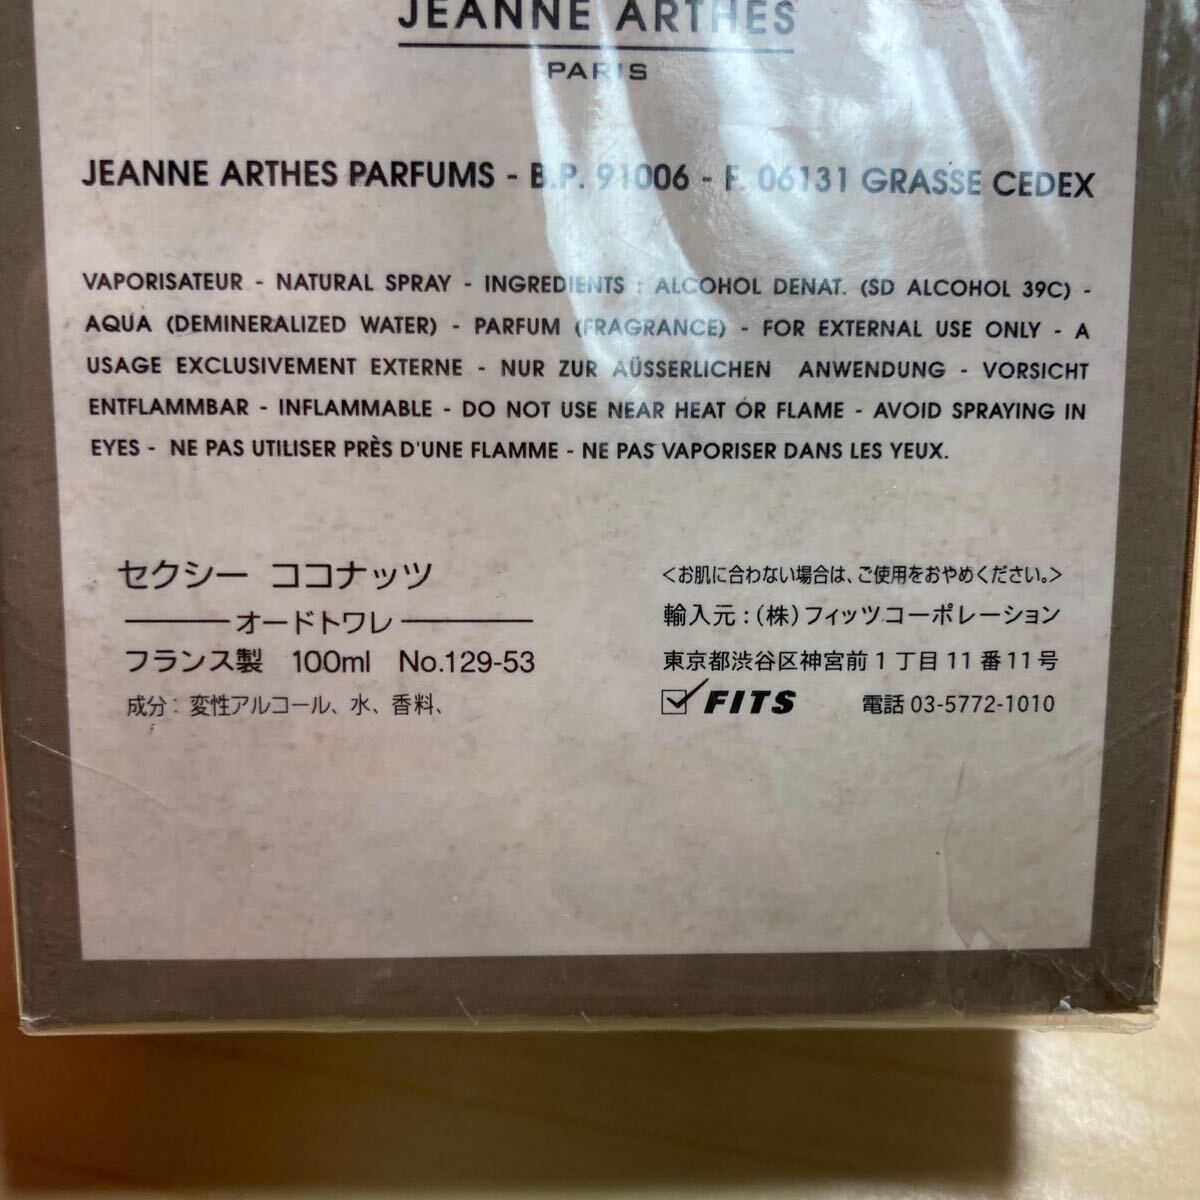 JEANNE ARTHES
PARIS
JEANNE ARTHES PARFUMS - B.P. 91006 - F. 06131 GRASSE CEDEX
VAPORISATEUR - NATURAL SPRAY - INGREDIENTS : ALCOHOL DENAT. (SD ALCOHOL 39C) -
AQUA (DEMINERALIZED WATER) - PARFUM (FRAGRANCE) - FOR EXTERNAL USE ONLY - A
USAGE EXCLUSIVEMENT EXTERNE - NUR ZUR AÜSSERLICHEN ANWENDUNG - VORSICHT
ENTFLAMMBAR - INFLAMMABLE - DO NOT USE NEAR HEAT OR FLAME - AVOID SPRAYING IN
EYES - NE PAS UTILISER PRÈS D'UNE FLAMME - NE PAS VAPORISER DANS LES YEUX.
セクシー ココナッツ
オードトワレ
フランス製 100ml No.129-53
成分:変性アルコール、水、香料、
<お肌に合わない場合は、ご使用をおやめください。>
輸入元:(株)フィッツコーポレーション
東京都渋谷区神宮前1丁目11番11号
FITS 電話 03-5772-1010